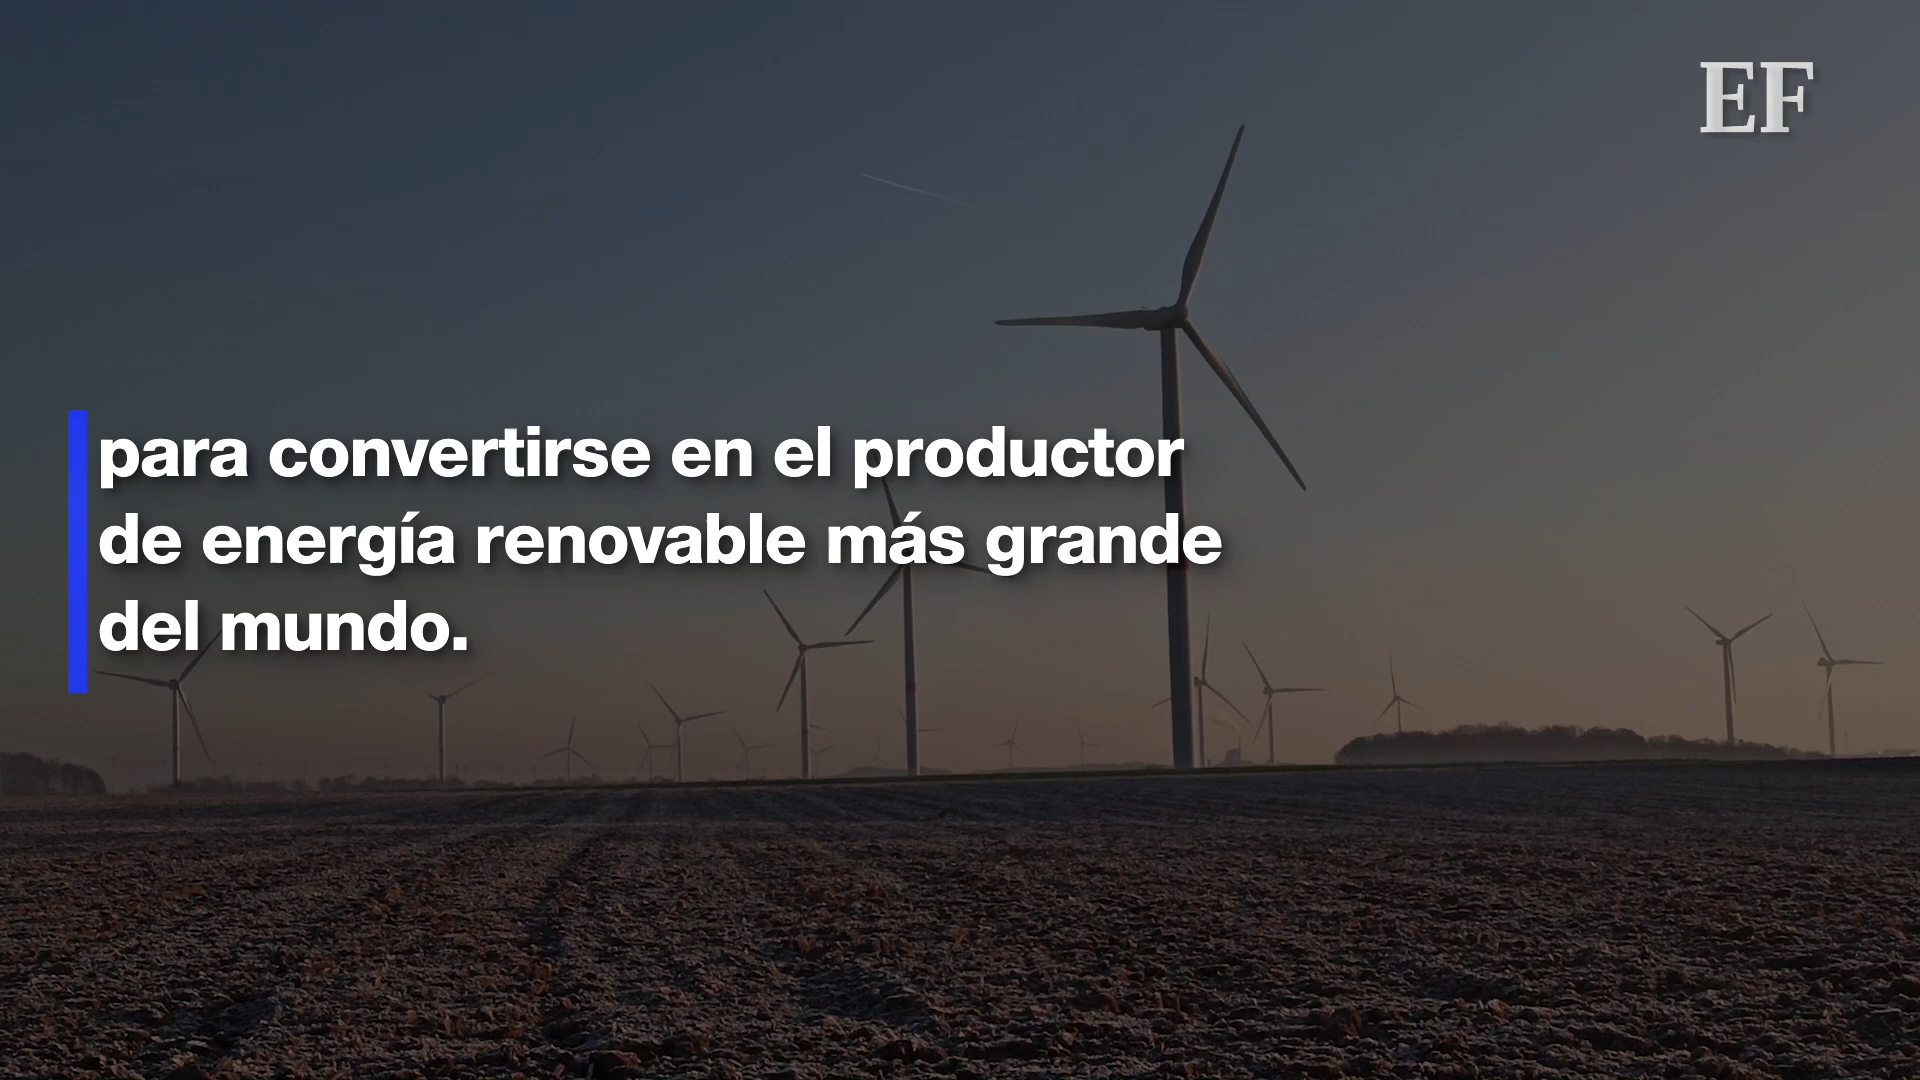 EF
para convertirse en el productor
de energía renovable más grande
del mundo.